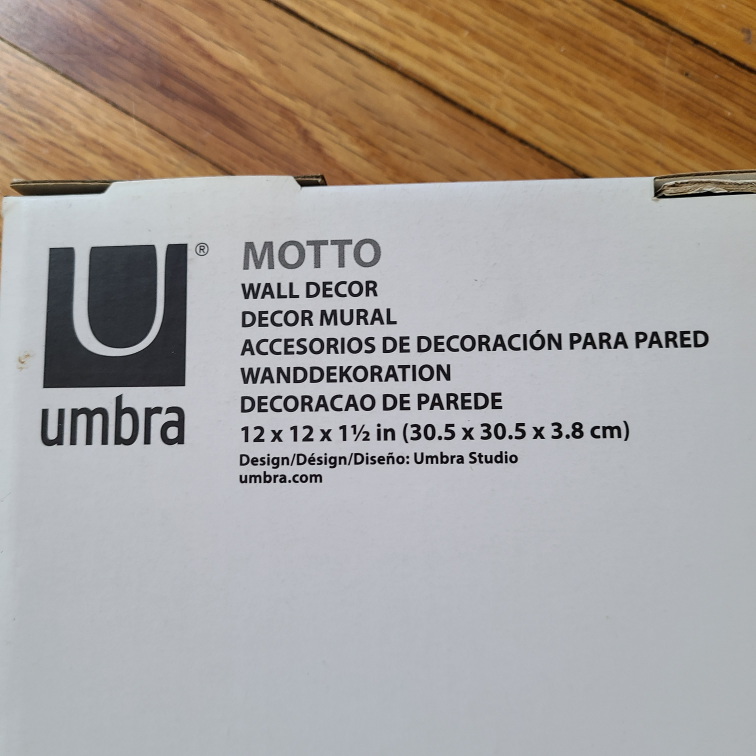 U®
umbra
MOTTO
WALL DECOR
DECOR MURAL
ACCESORIOS DE DECORACIÓN PARA PARED
WANDDEKORATION
DECORACAO DE PAREDE
12 x 12 x 1½ in (30.5 x 30.5 x 3.8 cm)
Design/Désign/Diseño: Umbra Studio
umbra.com